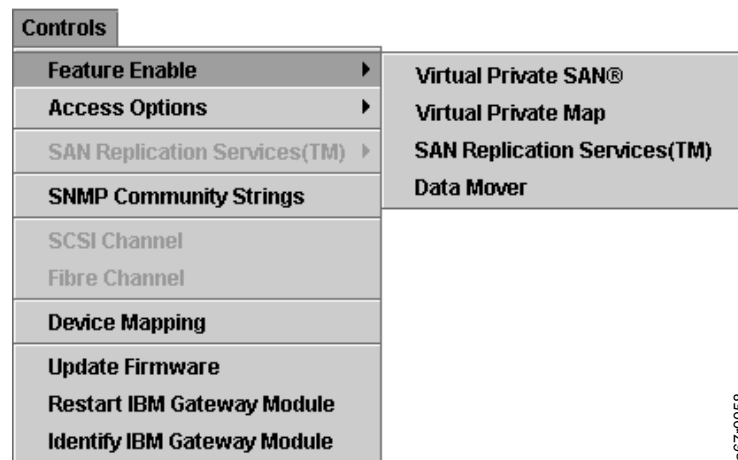 Controls
Feature Enable
Access Options
SAN Replication Services(TM)
SNMP Community Strings
SCSI Channel
Fibre Channel
Device Mapping
Update Firmware
Restart IBM Gateway Module
Identify IBM Gateway Module
Virtual Private SAN®
Virtual Private Map
SAN Replication Services(TM)
Data Mover